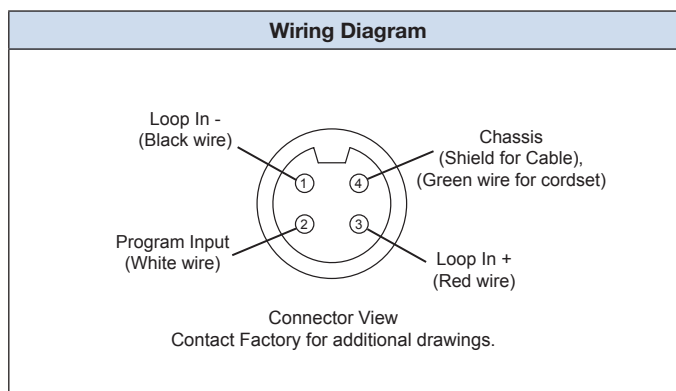 Wiring Diagram
Loop In -
(Black wire)
Chassis
(Shield for Cable),
(Green wire for cordset)
1
4
2
3
Program Input
(White wire)
Loop In +
(Red wire)
Connector View
Contact Factory for additional drawings.